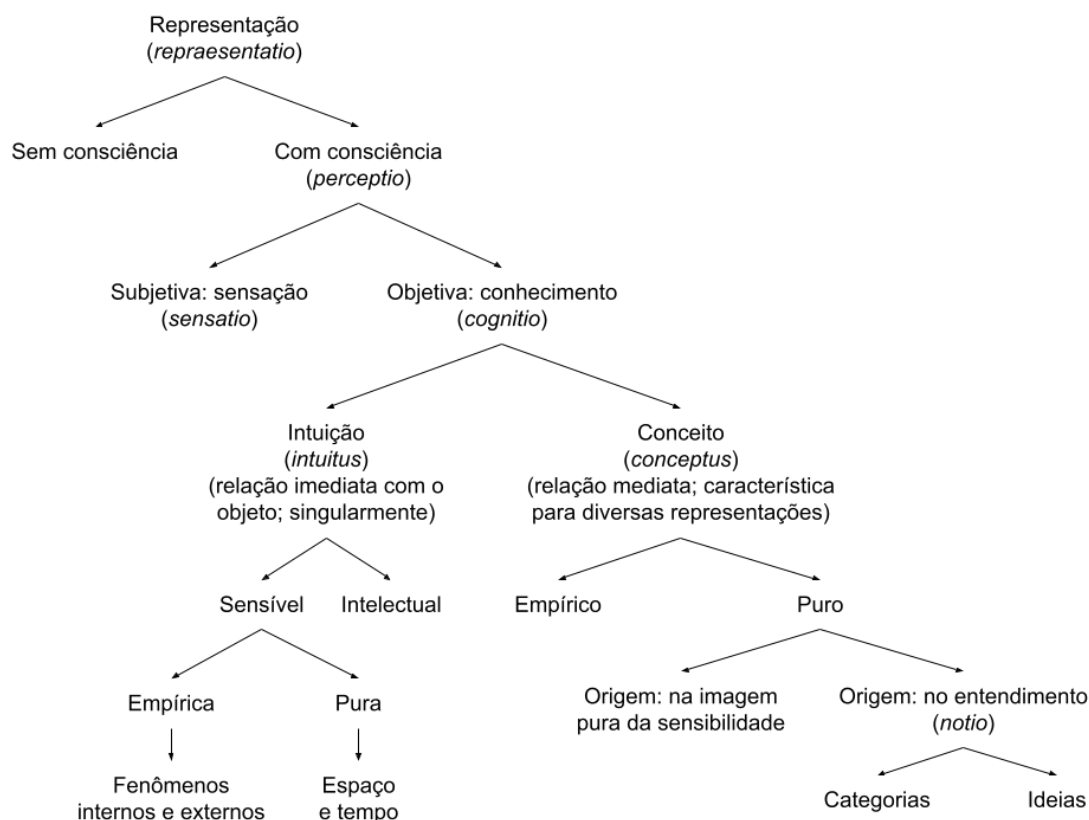 Representação
(repraesentatio)
Sem consciência
Com consciência
(perceptio)
Subjetiva: sensação
(sensatio)
Objetiva: conhecimento
(cognitio)
Intuição
(intuitus)
(relação imediata com o
objeto; singularmente)
Conceito
(conceptus)
(relação mediata; característica
para diversas representações)
Sensível
Intelectual
Empírico
Puro
Empírica
Pura
Origem: na imagem
pura da sensibilidade
Origem: no entendimento
(notio)
Fenômenos
internos e externos
Espaço
e tempo
Categorias
Ideias